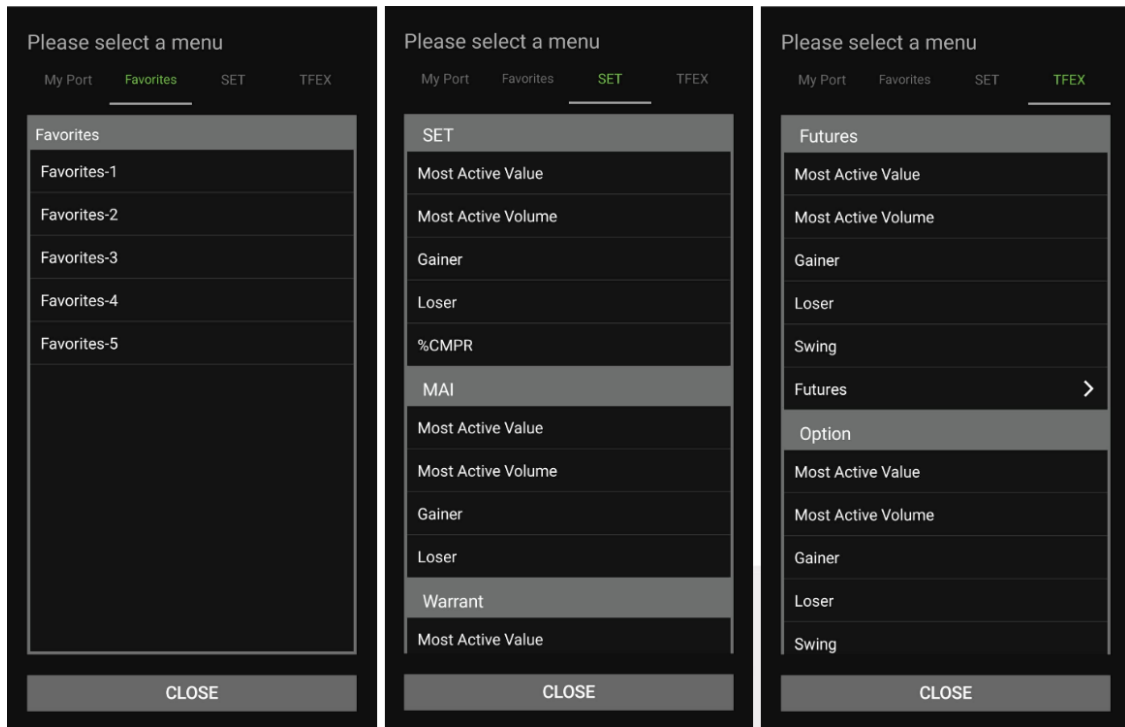 Please select a menu
My Port Favorites SET TFEX
Favorites
Favorites-1
Favorites-2
Favorites-3
Favorites-4
Favorites-5
CLOSE
Please select a menu
My Port Favorites SET TFEX
SET
Most Active Value
Most Active Volume
Gainer
Loser
%CMPR
MAI
Most Active Value
Most Active Volume
Gainer
Loser
Warrant
Most Active Value
CLOSE
Please select a menu
My Port Favorites SET TFEX
Futures
Most Active Value
Most Active Volume
Gainer
Loser
Swing
Futures
Option
Most Active Value
Most Active Volume
Gainer
Loser
Swing
CLOSE